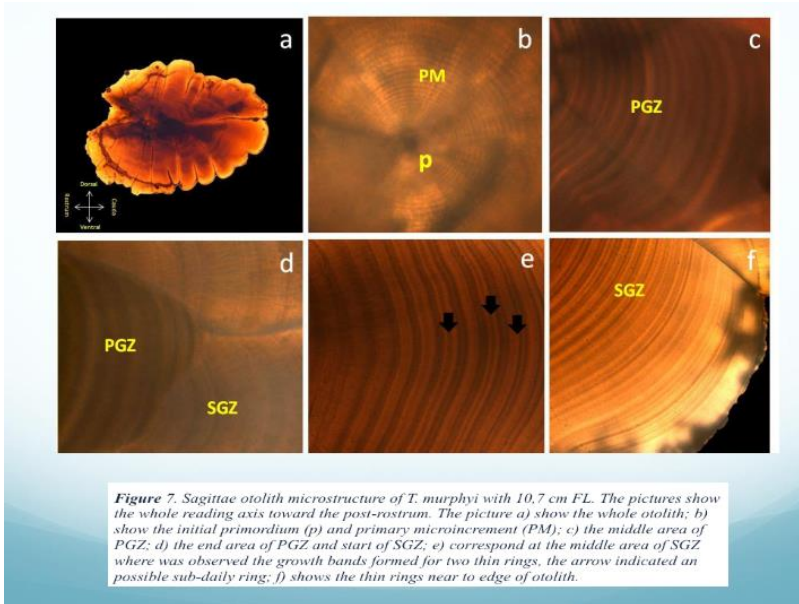 a
b
c
PM
p
PGZ
Dorsal
Rostrum
Cauda
Ventral
d
e
f
PGZ
SGZ
SGZ
Figure 7. Sagittae otolith microstructure of T. murphyi with 10,7 cm FL. The pictures show
the whole reading axis toward the post-rostrum. The picture a) show the whole otolith; b)
show the initial primordium (p) and primary microincrement (PM); c) the middle area of
PGZ; d) the end area of PGZ and start of SGZ; e) correspond at the middle area of SGZ
where was observed the growth bands formed for two thin rings, the arrow indicated an
possible sub-daily ring; f) shows the thin rings near to edge of otolith.